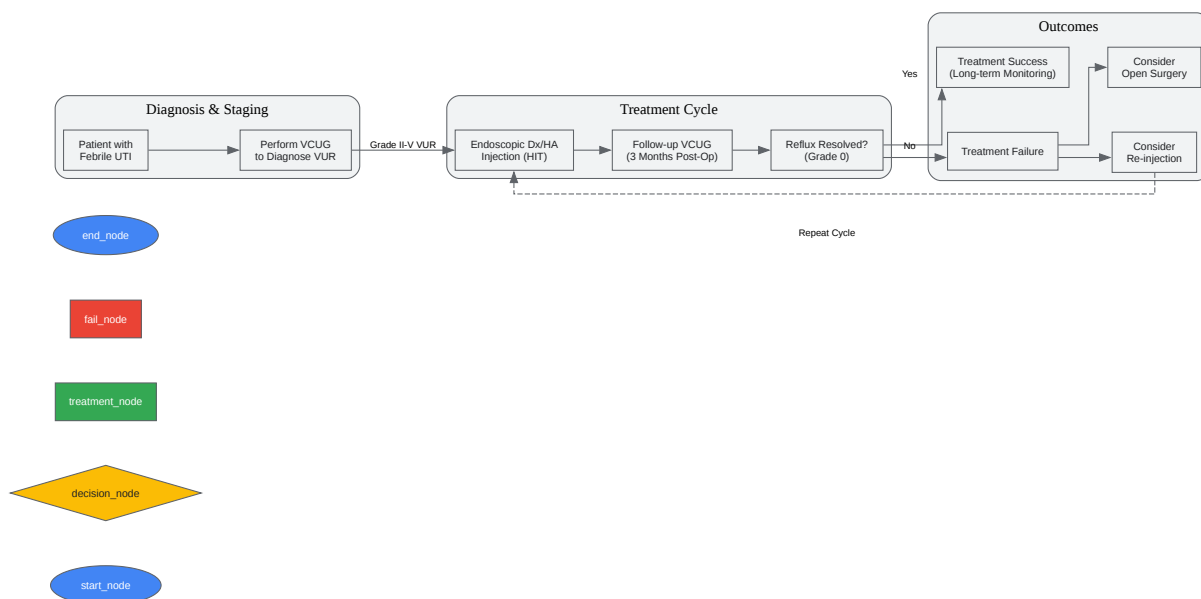 Outcomes
Treatment Success
(Long-term Monitoring)
Consider
Open Surgery
Yes
Diagnosis & Staging
Treatment Cycle
Patient with
Febrile UTI
Perform VCUG
to Diagnose VUR
Grade II-V VUR
Endoscopic Dx/HA
Injection (HIT)
Follow-up VCUG
(3 Months Post-Op)
Reflux Resolved?
(Grade 0)
No
Treatment Failure
Consider
Re-injection
Repeat Cycle
end_node
fail_node
treatment_node
decision_node
start_node